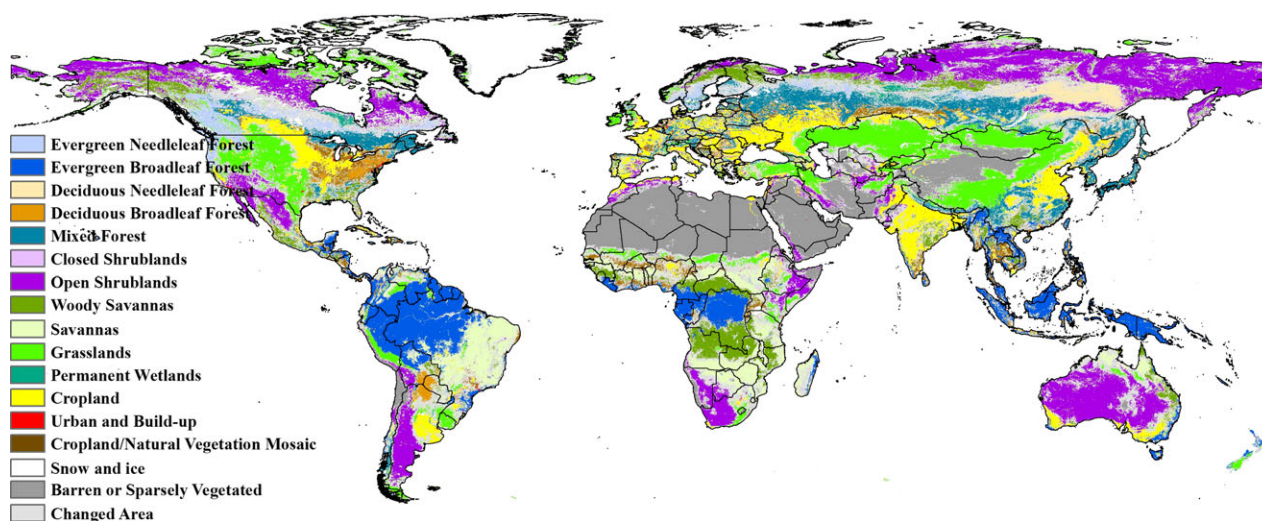 Evergreen Needleleaf Forest
Evergreen Broadleaf Forest
Deciduous Needleleaf Forest
Deciduous Broadleaf Forest
Mixed Forest
Closed Shrublands
Open Shrublands
Woody Savannas
Savannas
Grasslands
Permanent Wetlands
Cropland
Urban and Build-up
Cropland/Natural Vegetation Mosaic
Snow and ice
Barren or Sparsely Vegetated
Changed Area